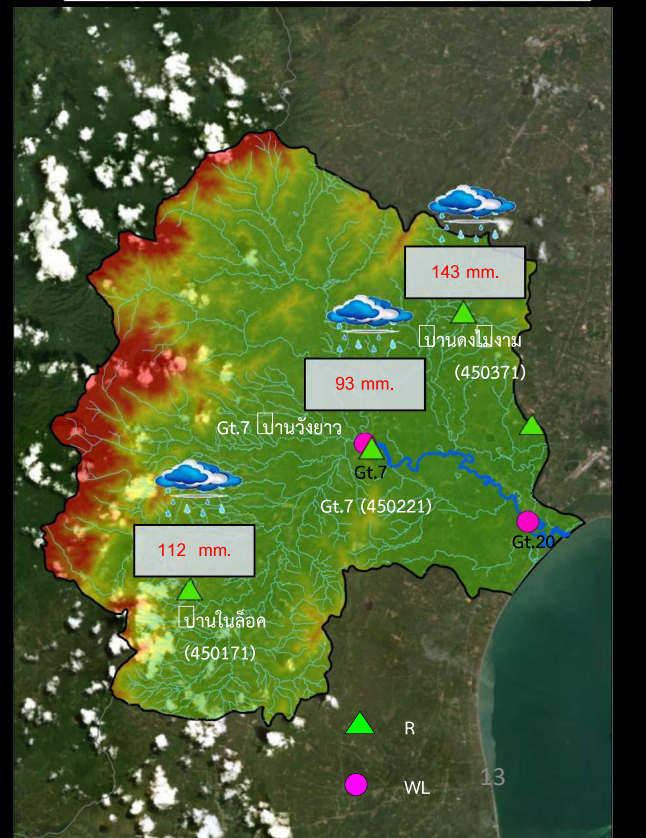 143 mm.
บ้านดงไม้งาม
(450371)
93 mm.
Gt.7 บ้านวังยาว
Gt.7
Gt.7 (450221)
Gt.20
112 mm.
บ้านในล็อค
(450171)
R
WL
13